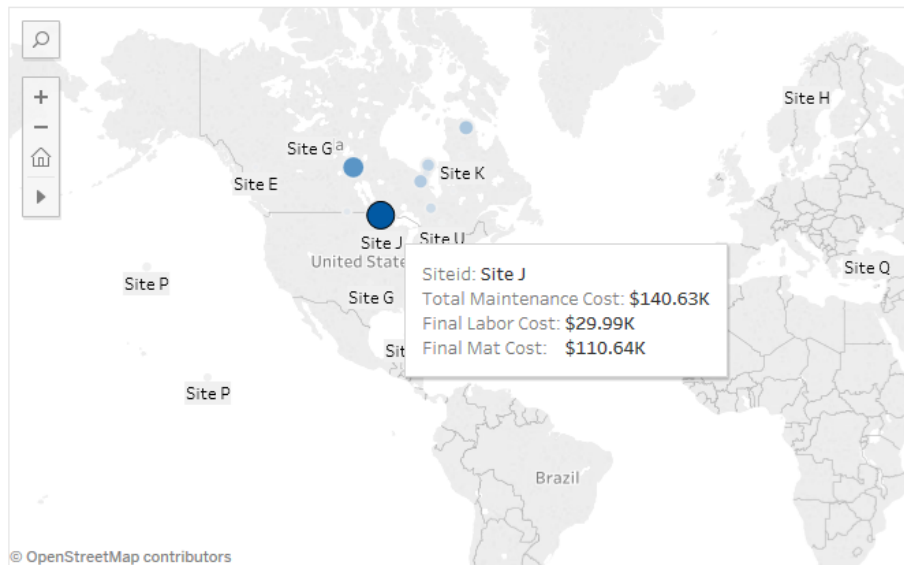 Site H
Site G a
Site K
Site E
Site J
Site U
United State
Siteid: Site J
Total Maintenance Cost: $140.63K
Final Labor Cost: $29.99K
Final Mat Cost: $110.64K
Site Q
Site P
Site G
Sit
Site P
Brazil
© OpenStreetMap contributors